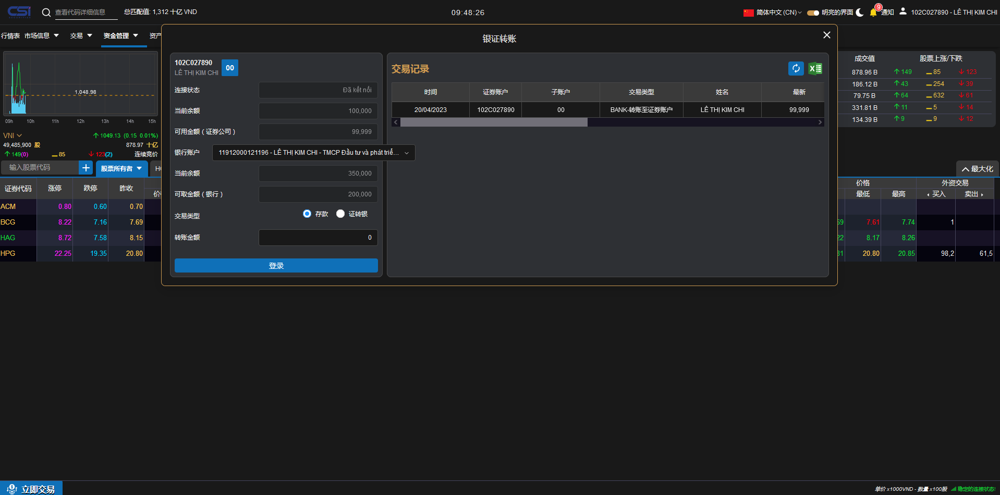 CSI 查看代码详细信息 总匹配值: 1,312 十亿 VND 09:48:26 简体中文 (CN) 明亮的界面 9 通知 102C027890 - LÊ THỊ KIM CHI
行情表 市场信息 交易 资金管理 资产
银证转账
1,048.98
09h 10h 11h 12h 13h 14h 15h
VNI 1049.13 (0.15 0.01%)
49,485,900 股 878.97 十亿
149(0) 85 123(2) 连续竞价
输入股票代码 股票所有者
证券代码 涨停 跌停 昨收
ACM 0.80 0.60 0.70
BCG 8.22 7.16 7.69
HAG 8.72 7.58 8.15
HPG 22.25 19.35 20.80
102C027890 00
LÊ THỊ KIM CHI
连接状态 Đã kết nối
当前余额 100,000
可用金额 ( 证券公司 ) 99,999
银行账户 11912000121196 - LÊ THỊ KIM CHI - TMCP Đầu tư và phát triể...
当前余额 350,000
可取金额 ( 银行 ) 200,000
交易类型 存款 证转银
转账金额 0
登录
交易记录
时间 证券账户 子账户 交易类型 姓名 最新
20/04/2023 102C027890 00 BANK-转账至证券账户 LÊ THỊ KIM CHI 99,999
成交值 股票上涨/下跌
878.96 B 149 85 123
186.12 B 43 254 39
79.75 B 64 632 61
331.81 B 11 5 14
134.39 B 9 9 12
最大化
价格 外资交易
最低 最高 买入 卖出
7.61 7.74 1
8.17 8.26
20.80 20.85 98,2 61,5
立即交易 单价 x1000VND - 数量 x100股 稳定的连接状态!